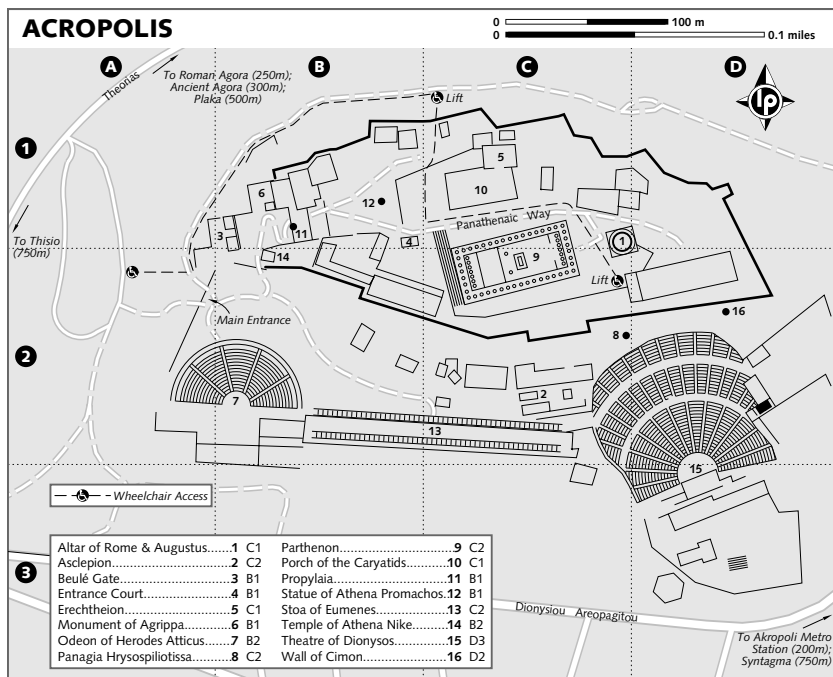 ACROPOLIS
0 100 m
0 0.1 miles
A
B
C
D
Theorias
To Roman Agora (250m);
Ancient Agora (300m);
Plaka (500m)
Lift
lp
1
5
6
10
12
Panathenaic Way
3
11
4
1
To Thisio
(750m)
14
9
Lift
Main Entrance
16
8
2
7
2
13
15
Wheelchair Access
3
Altar of Rome & Augustus......1 C1
Asclepion......2 C2
Beulé Gate......3 B1
Entrance Court......4 B1
Erechtheion......5 C1
Monument of Agrippa......6 B1
Odeon of Herodes Atticus......7 B2
Panagia Hrysospiliotissa......8 C2
Parthenon......9 C2
Porch of the Caryatids......10 C1
Propylaia......11 B1
Statue of Athena Promachos.12 B1
Stoa of Eumenes......13 C2
Temple of Athena Nike......14 B2
Theatre of Dionysos......15 D3
Wall of Cimon......16 D2
Dionysiou Areopagitou
To Akropoli Metro
Station (200m);
Syntagma (750m)